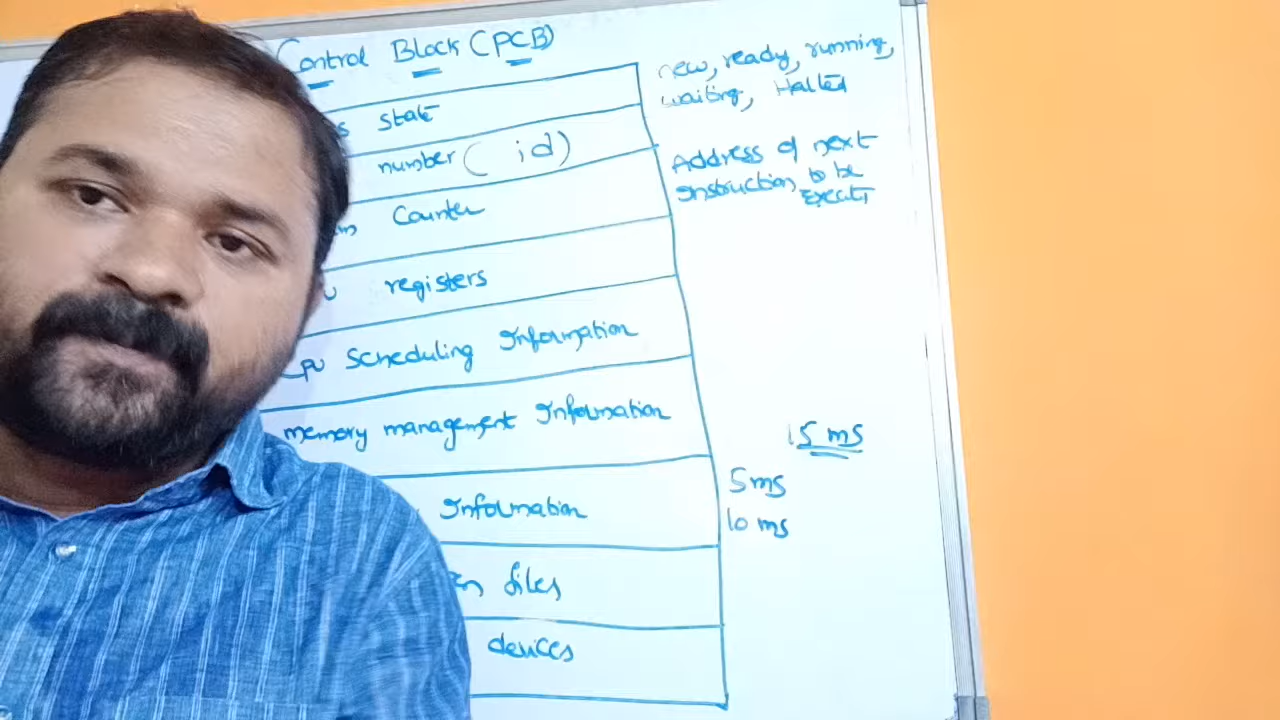 Control Block (PCB)
new, ready, running,
waiting, Halted
state
number ( id )
Address of next
Instruction to be
Counter
registers
CPU Scheduling Information
memory management Information
15 ms
5ms
Information
10 ms
files
devices